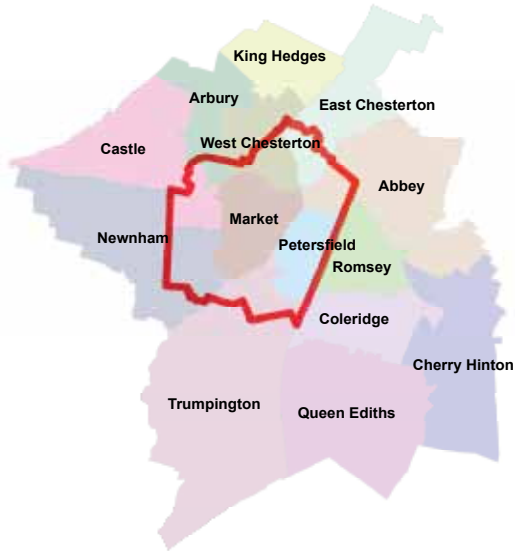 King Hedges
Arbury
East Chesterton
West Chesterton
Castle
Abbey
Market
Newnham
Petersfield
Romsey
Coleridge
Cherry Hinton
Trumpington
Queen Ediths